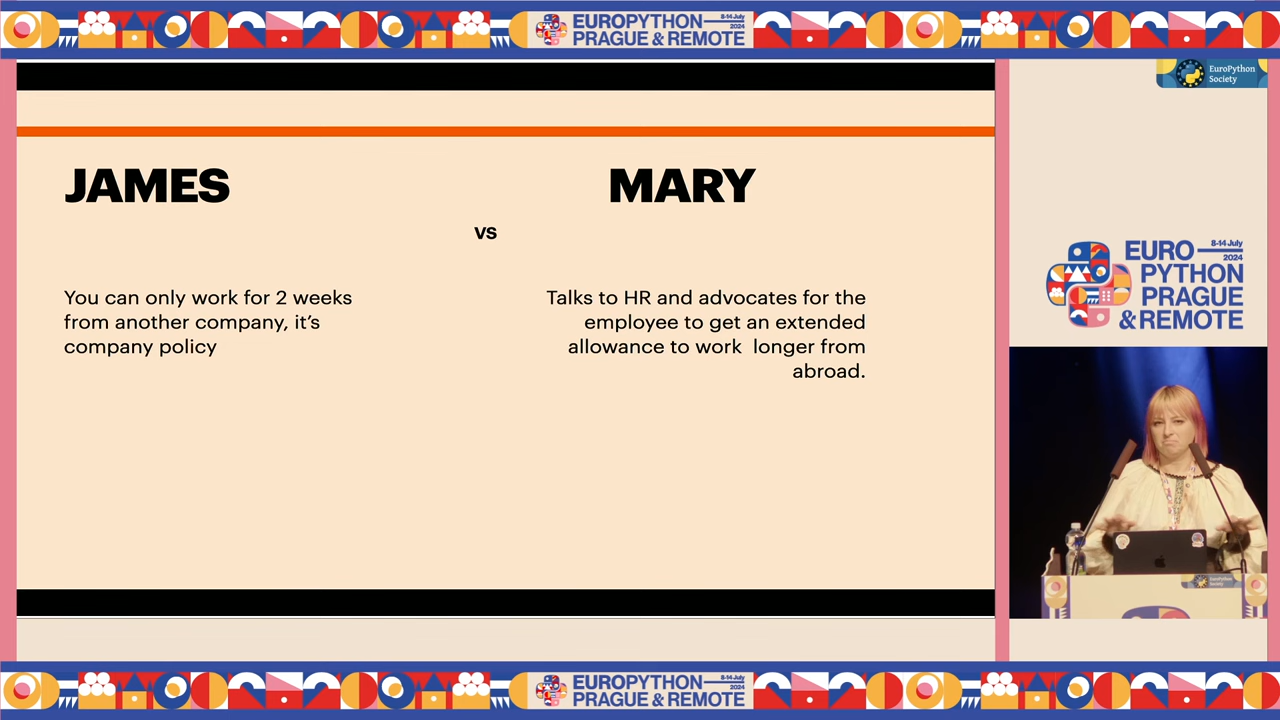 EUROPYTHON
8-14 July
2024
PRAGUE & REMOTE
EuroPython
Society
JAMES
MARY
vs
You can only work for 2 weeks
from another company, it's
company policy
Talks to HR and advocates for the
employee to get an extended
allowance to work longer from
abroad.
EURO
8-14 July
2024
PYTHON
PRAGUE
& REMOTE
EuroPython
Society
EUROPYTHON
8-14 July
2024
PRAGUE & REMOTE